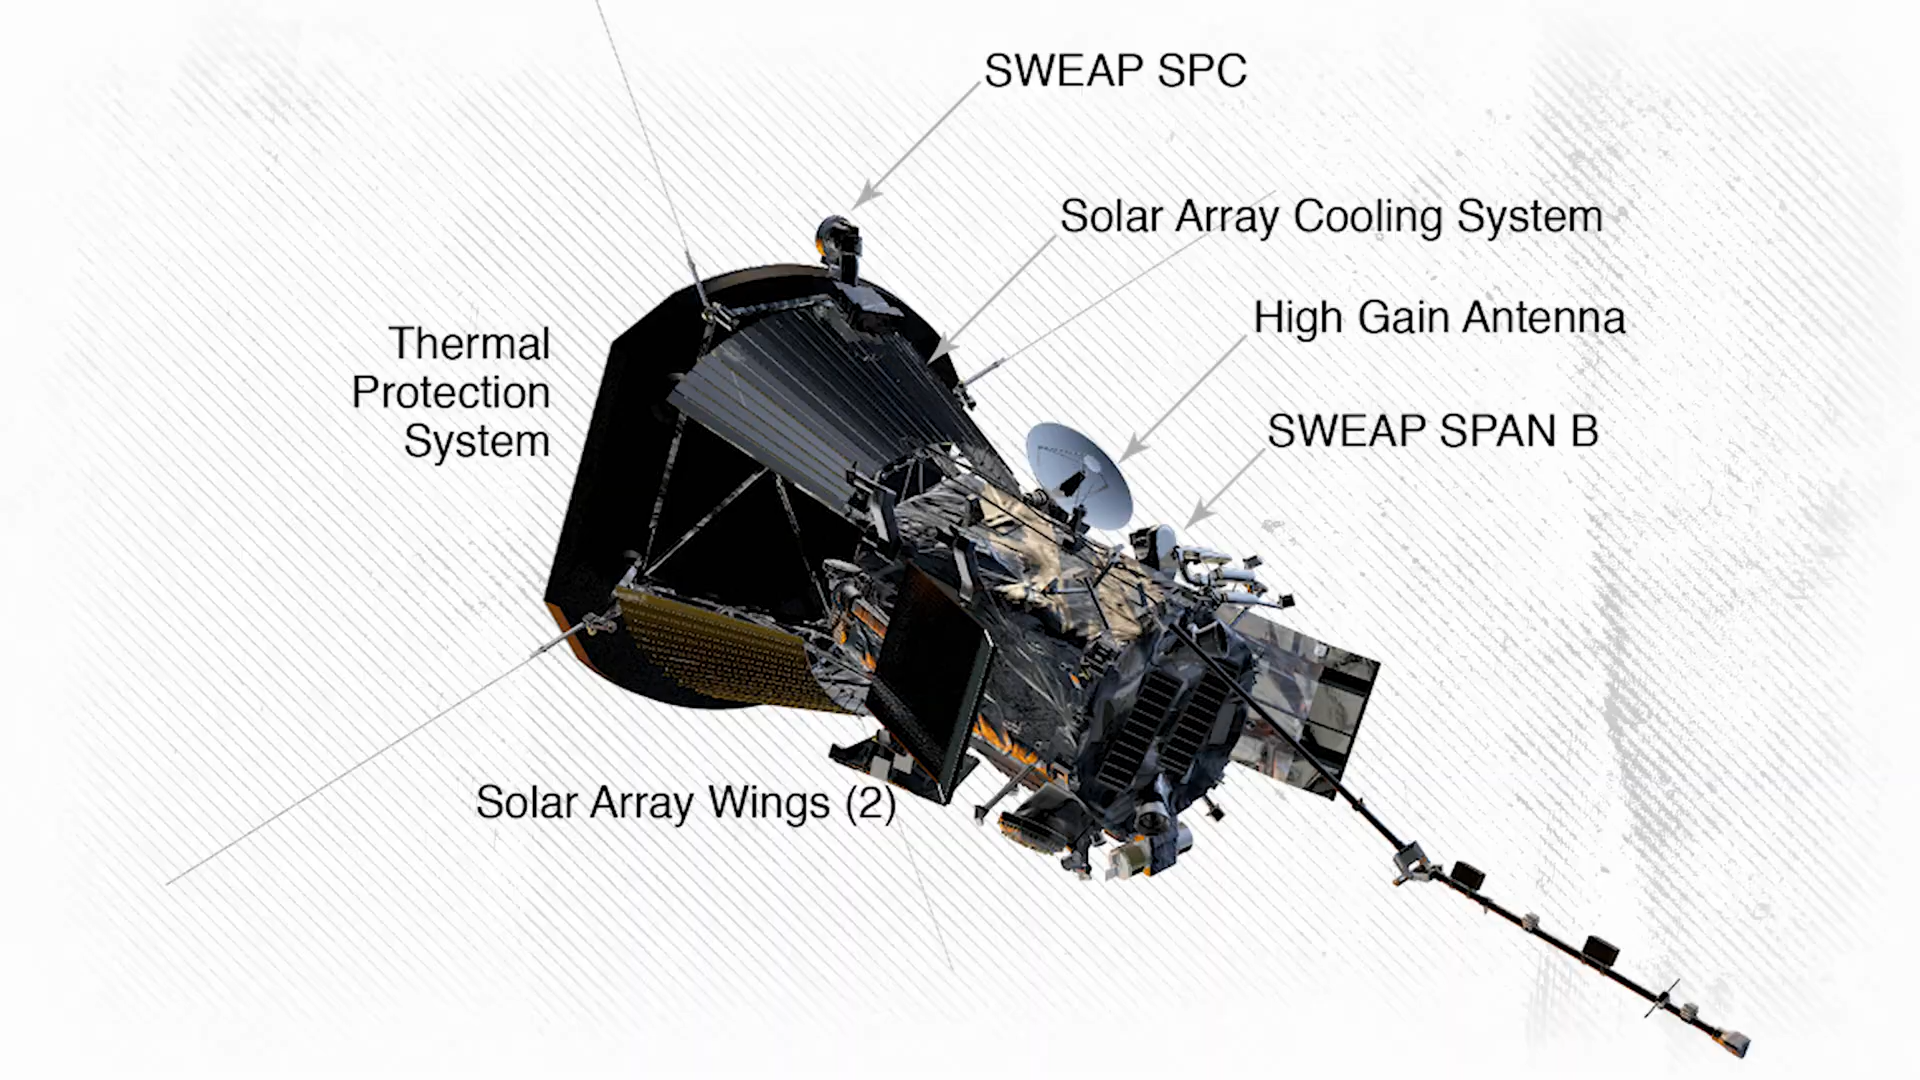 SWEAP SPC
Solar Array Cooling System
High Gain Antenna
Thermal
Protection
System
SWEAP SPAN B
Solar Array Wings (2)